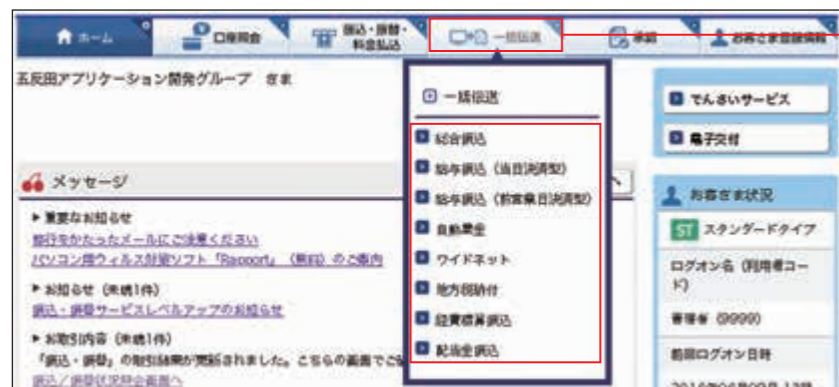 ホーム
口座照会
振込・振替・
料金払込
一括伝送
承認
お客さま登録情報
五反田アプリケーション開発グループ さま
一括伝送
総合振込
給与振込（当日決済型）
給与振込（前営業日決済型）
自動集金
ワイドネット
地方税納付
経費精算振込
配当金振込
でんさいサービス
電子交付
メッセージ
重要なお知らせ
銀行をかたったメールにご注意ください
パソコン用ウィルス対策ソフト「Rapport」（無料）のご案内
お知らせ（未読1件）
振込・振替サービスレベルアップのお知らせ
お取引内容（未読1件）
「振込・振替」の取引結果が更新されました。こちらの画面でご
振込／振替状況照会画面へ
お客さま状況
ST スタンダードタイプ
ログオン名（利用者コー
ド）
管理者（9999）
前回ログオン日時